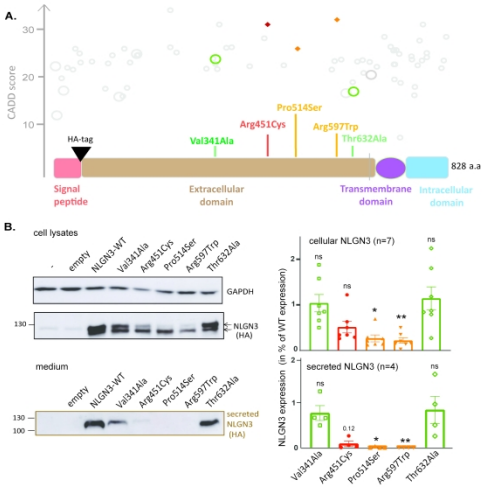 A.
CADD score
30
20
10
HA-tag
Val341Ala
Arg451Cys
Pro514Ser
Arg597Trp
Thr632Ala
828 a.a
Signal
peptide
Extracellular
domain
Transmembrane
domain
Intracellular
domain
B.
cell lysates
-
empty
NLGN3-WT
Val341Ala
Arg451Cys
Pro514Ser
Arg597Trp
Thr632Ala
GAPDH
130
NLGN3
(HA)
medium
empty
NLGN3-WT
Val341Ala
Arg451Cys
Pro514Ser
Arg597Trp
Thr632Ala
130
100
secreted
NLGN3
(HA)
NLGN3 expression (in % of WT expression)
cellular NLGN3 (n=7)
2
1
0
ns
ns
*
**
ns
secreted NLGN3 (n=4)
2
1
0
ns
0.12
*
**
ns
Val341Ala
Arg451Cys
Pro514Ser
Arg597Trp
Thr632Ala